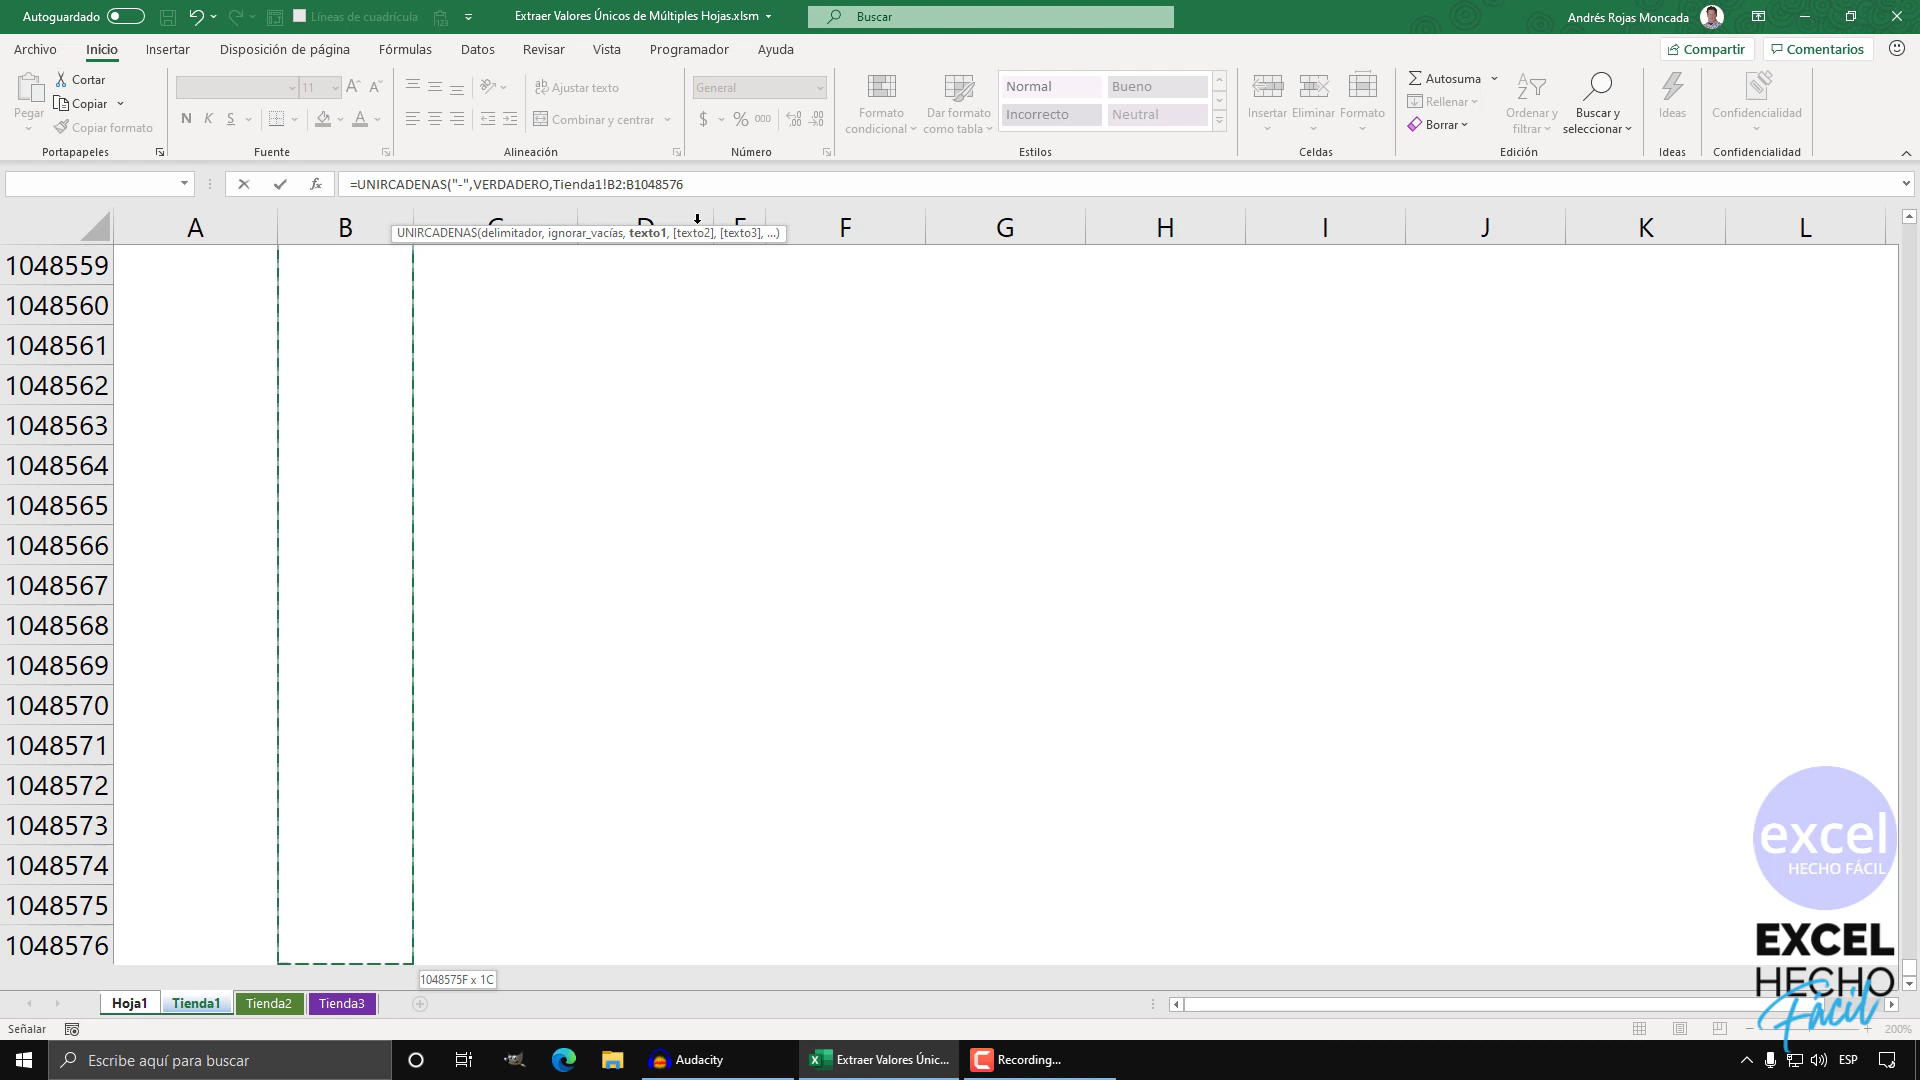 Autoguardado
Líneas de cuadrícula
Extraer Valores Únicos de Múltiples Hojas.xlsm
Buscar
Andrés Rojas Moncada
Archivo
Inicio
Insertar
Disposición de página
Fórmulas
Datos
Revisar
Vista
Programador
Ayuda
Compartir
Comentarios
Pegar
Cortar
Copiar
Copiar formato
Portapapeles
11
N K S
A
Fuente
Ajustar texto
Combinar y centrar
Alineación
General
$ % 000
Número
Formato condicional
Dar formato como tabla
Normal
Bueno
Incorrecto
Neutral
Estilos
Insertar
Eliminar
Formato
Celdas
Autosuma
Rellenar
Borrar
Ordenar y filtrar
Buscar y seleccionar
Edición
Ideas
Ideas
Confidencialidad
Confidencialidad
fx
=UNIRCADENAS("-",VERDADERO,Tienda1!B2:B1048576
UNIRCADENAS(delimitador, ignorar_vacías, texto1, [texto2], [texto3], ...)
A B C D E F G H I J K L
1048559
1048560
1048561
1048562
1048563
1048564
1048565
1048566
1048567
1048568
1048569
1048570
1048571
1048572
1048573
1048574
1048575
1048576
1048575F x 1C
excel
HECHO FÁCIL
EXCEL
HECHO
Fácil
Hoja1
Tienda1
Tienda2
Tienda3
Señalar
200%
Escribe aquí para buscar
Audacity
Extraer Valores Únic...
Recording...
ESP